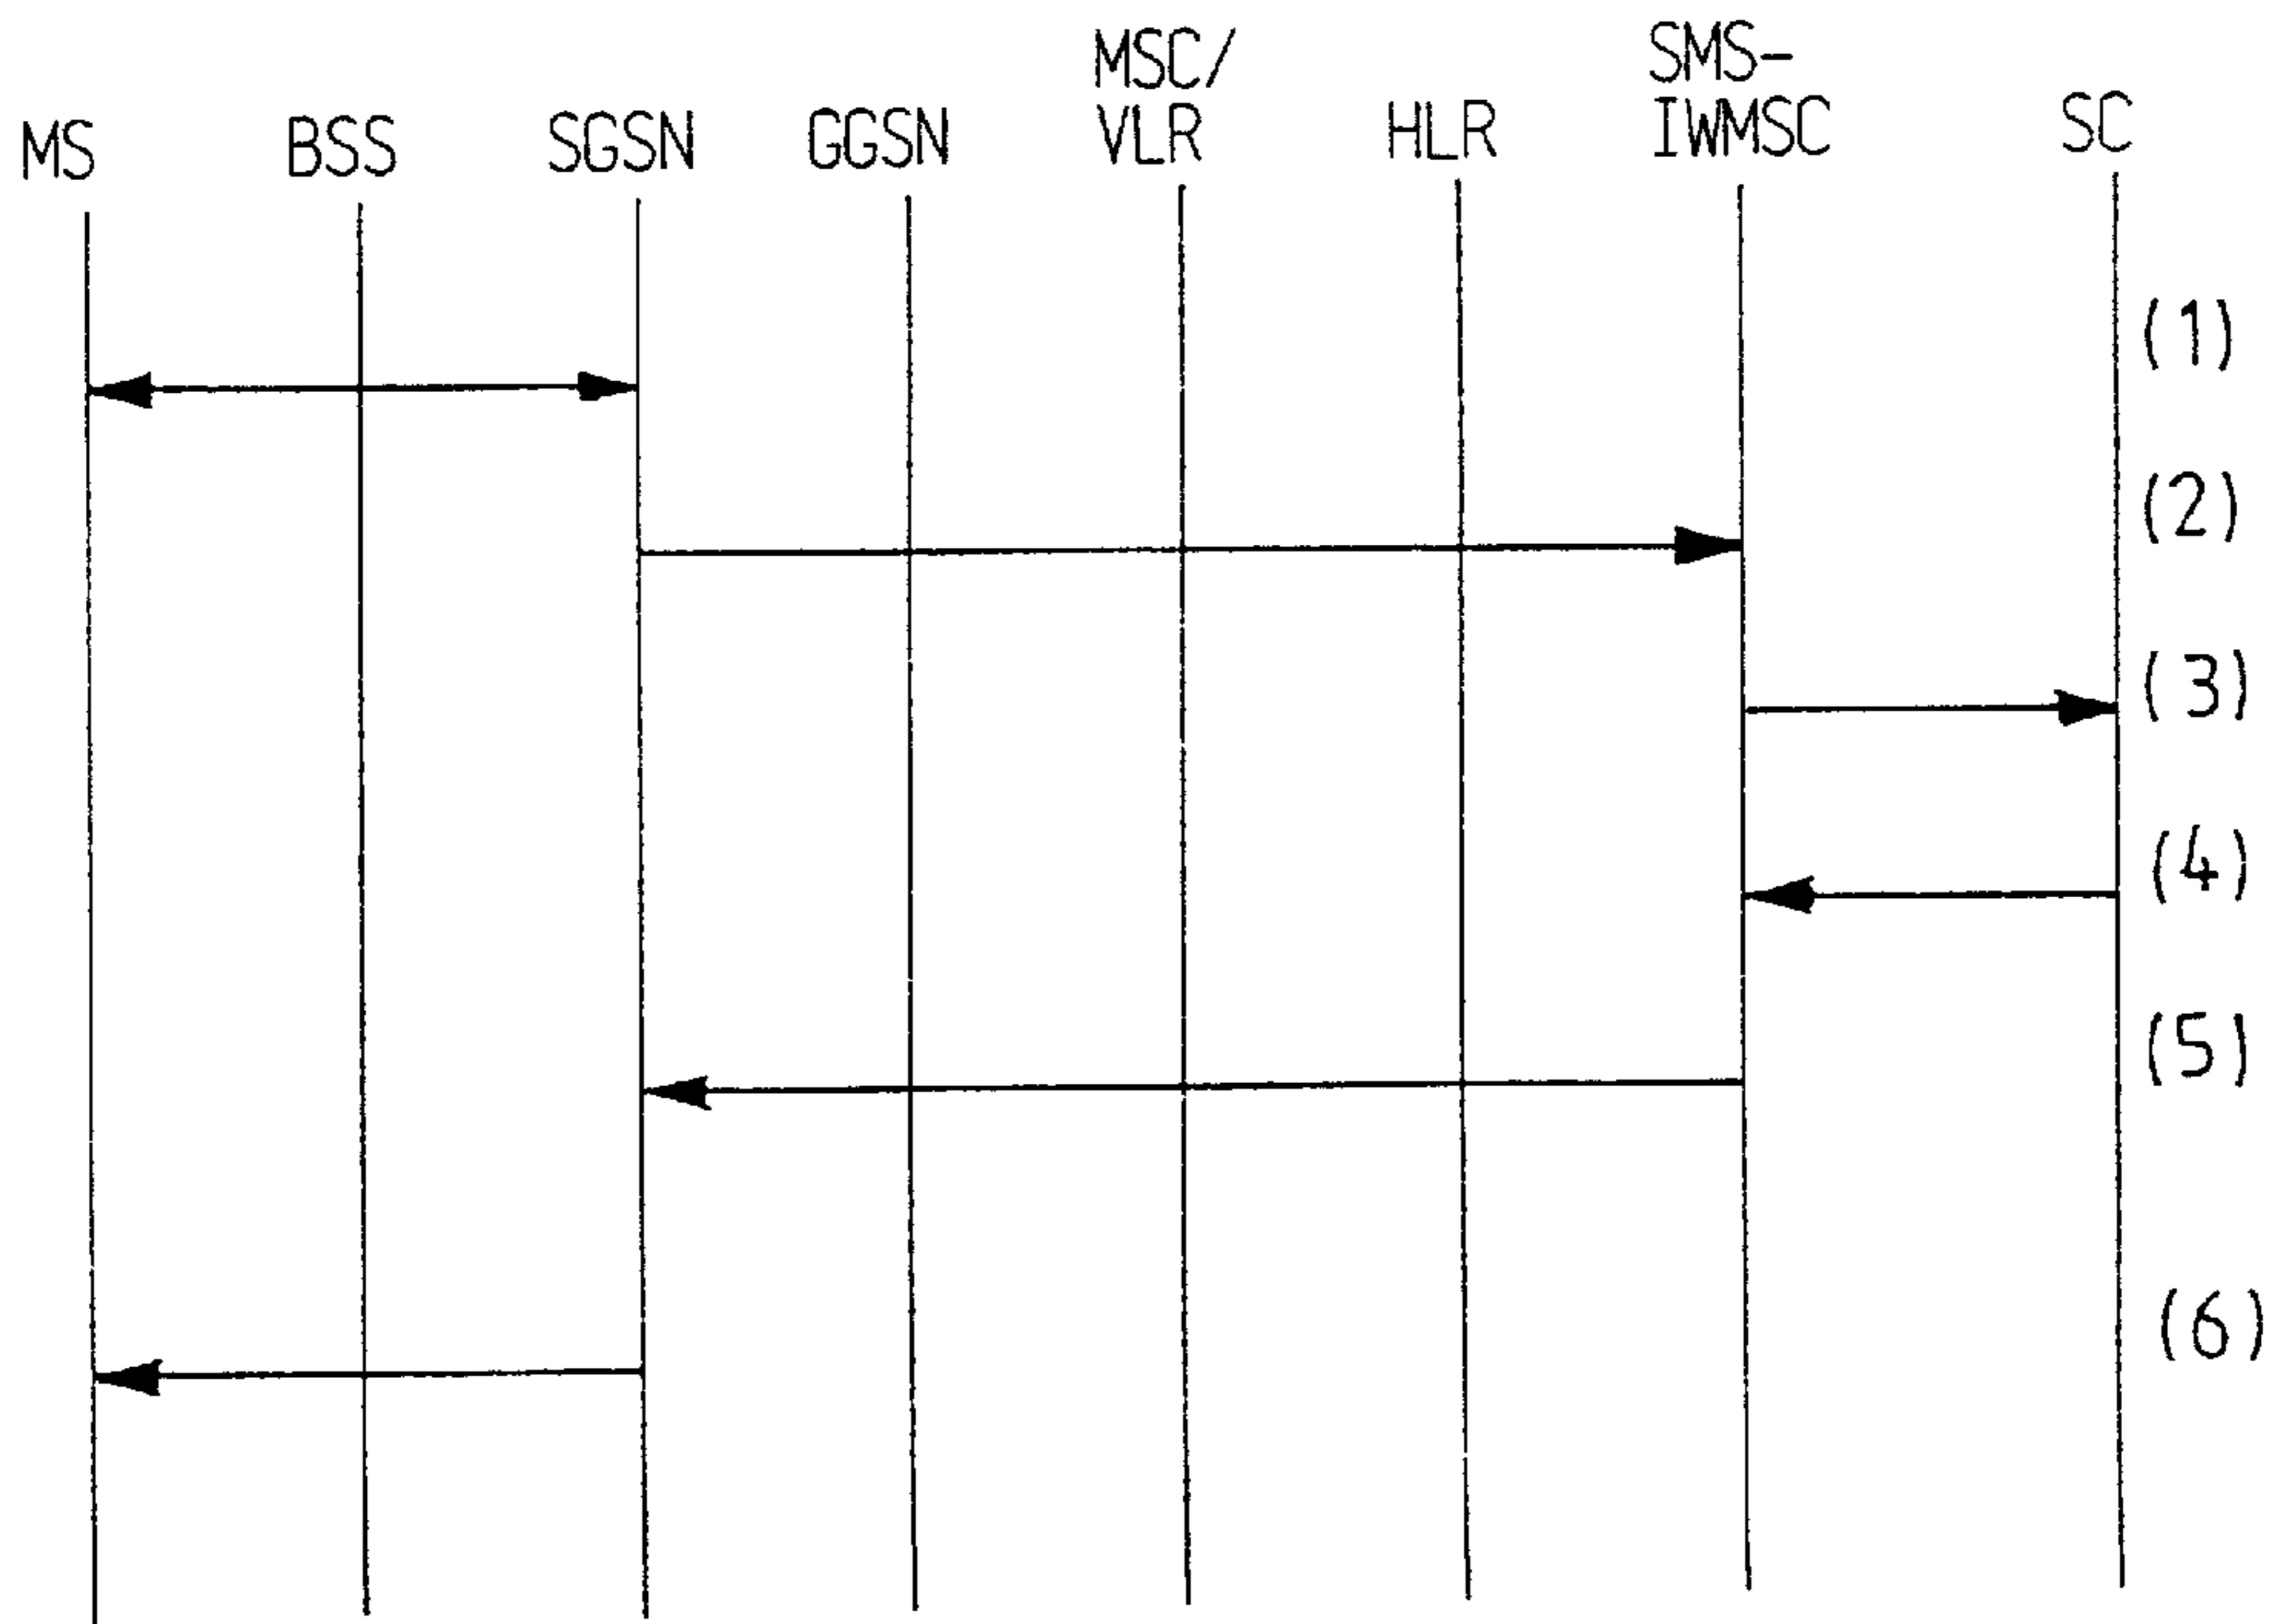 MS
BSS
SGSN
GGSN
MSC/
VLR
HLR
SMS-
IWMSC
SC
(1)
(2)
(3)
(4)
(5)
(6)